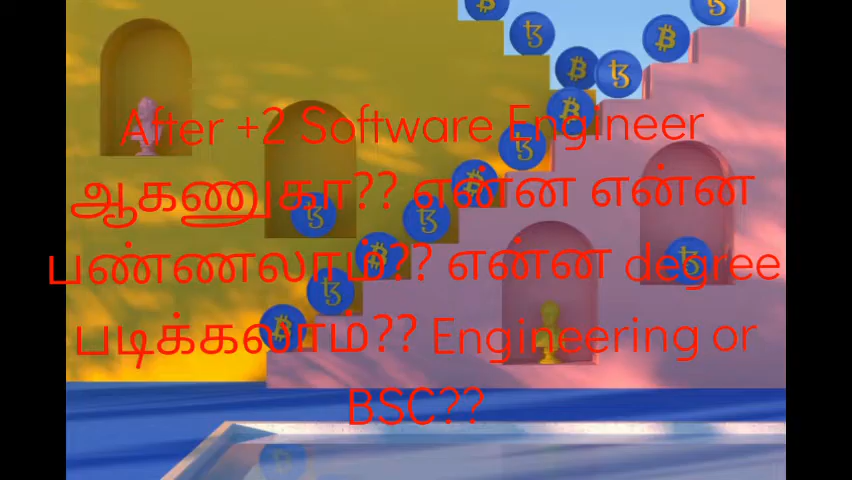 After +2 Software Engineer
ஆகணுகா?? என்ன என்ன
பண்ணலாம்?? என்ன degree
படிக்கலாம்?? Engineering or
BSC??